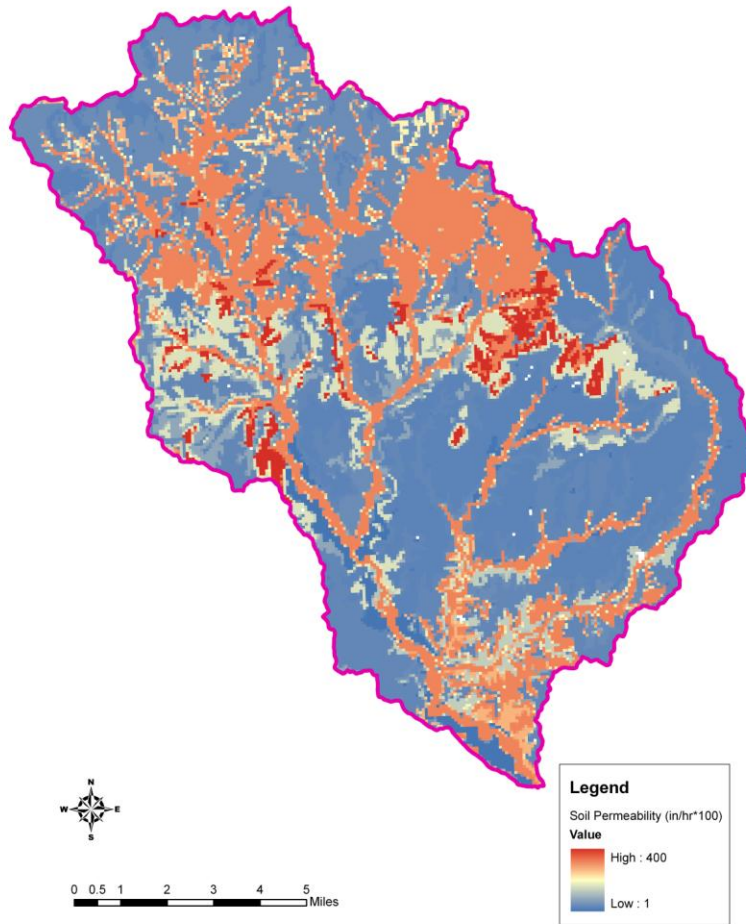 N
W E
S
0 0.5 1 2 3 4 5
Miles
Legend
Soil Permeability (in/hr*100)
Value
High : 400
Low : 1